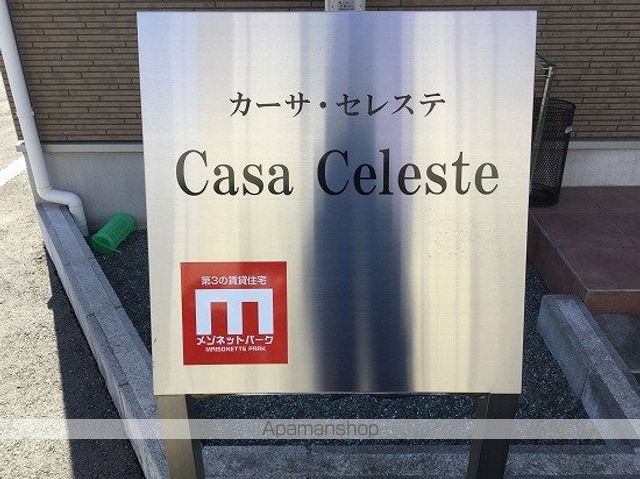 カーサ・セレステ
Casa Celeste
第3の賃貸住宅
m
メゾネットパーク
MAISONETTE PARK
Apamanshop